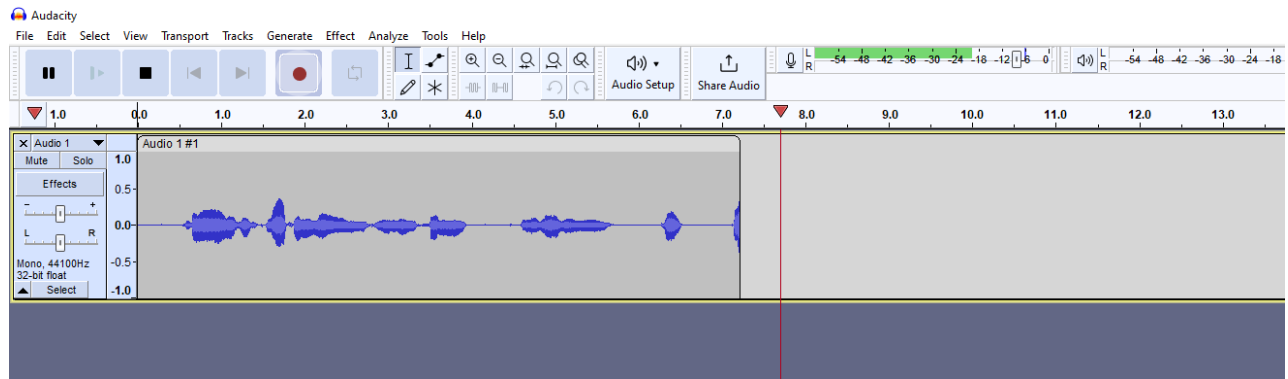 Audacity
File Edit Select View Transport Tracks Generate Effect Analyze Tools Help
L
R
-54 -48 -42 -36 -30 -24 -18 -12 -6 0
L
R
-54 -48 -42 -36 -30 -24 -18
Audio Setup
Share Audio
1.0 0.0 1.0 2.0 3.0 4.0 5.0 6.0 7.0 8.0 9.0 10.0 11.0 12.0 13.0
Audio 1
Audio 1 #1
Mute Solo
1.0
Effects
0.5
- +
0.0
L R
Mono, 44100Hz
-0.5
32-bit float
Select
-1.0